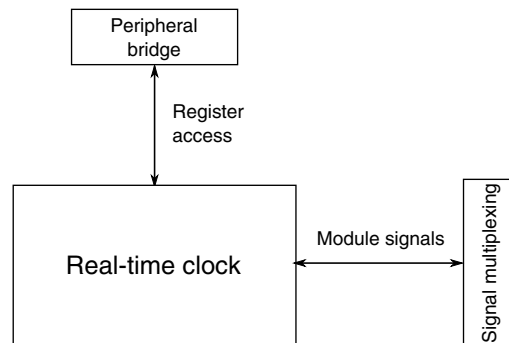 Peripheral
bridge
Register
access
Real-time clock
Module signals
Signal multiplexing